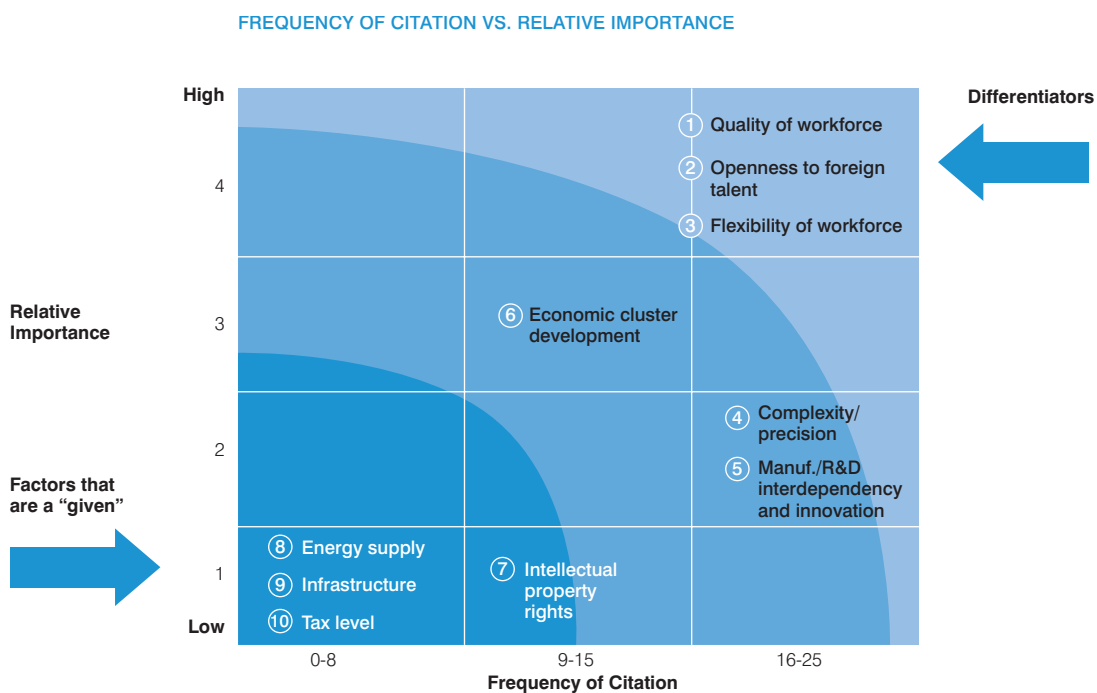 FREQUENCY OF CITATION VS. RELATIVE IMPORTANCE
High
Differentiators
1 Quality of workforce
2 Openness to foreign
talent
3 Flexibility of workforce
4
Relative
Importance
3
6 Economic cluster
development
4 Complexity/
precision
2
5 Manuf./R&D
interdependency
and innovation
Factors that
are a “given”
8 Energy supply
9 Infrastructure
10 Tax level
7 Intellectual
property
rights
1
Low
0-8
9-15
16-25
Frequency of Citation